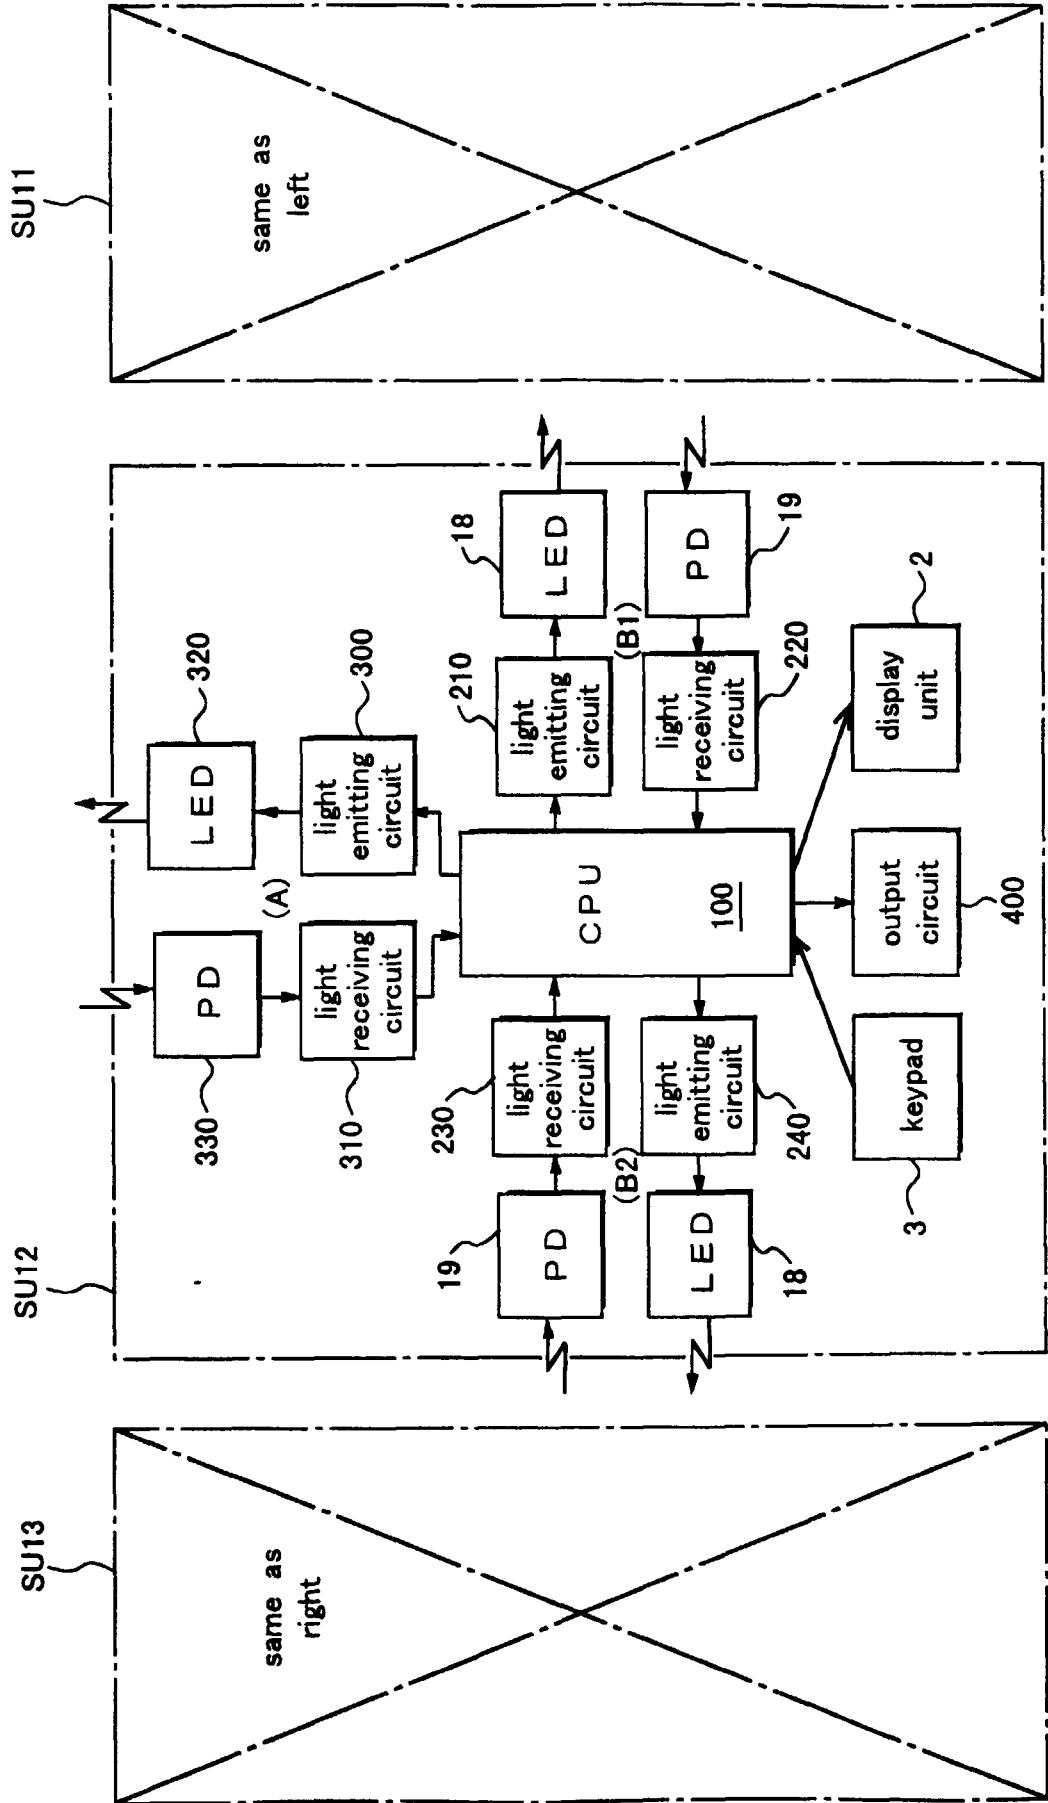 SU13
SU12
SU11
same as
right
same as
left
330
PD
320
LED
(A)
310
light
receiving
circuit
300
light
emitting
circuit
19
PD
230
light
receiving
circuit
210
light
emitting
circuit
18
LED
CPU
100
(B2)
(B1)
LED
18
light
emitting
circuit
240
light
receiving
circuit
220
PD
19
keypad
3
output
circuit
400
display
unit
2